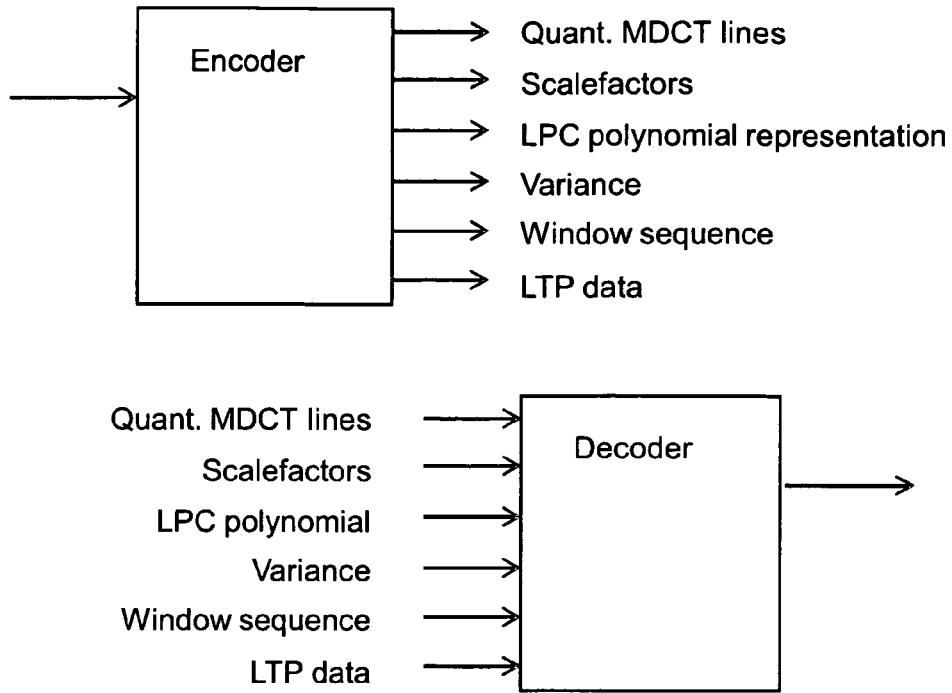 Encoder
Quant. MDCT lines
Scalefactors
LPC polynomial representation
Variance
Window sequence
LTP data
Quant. MDCT lines
Scalefactors
LPC polynomial
Variance
Window sequence
LTP data
Decoder